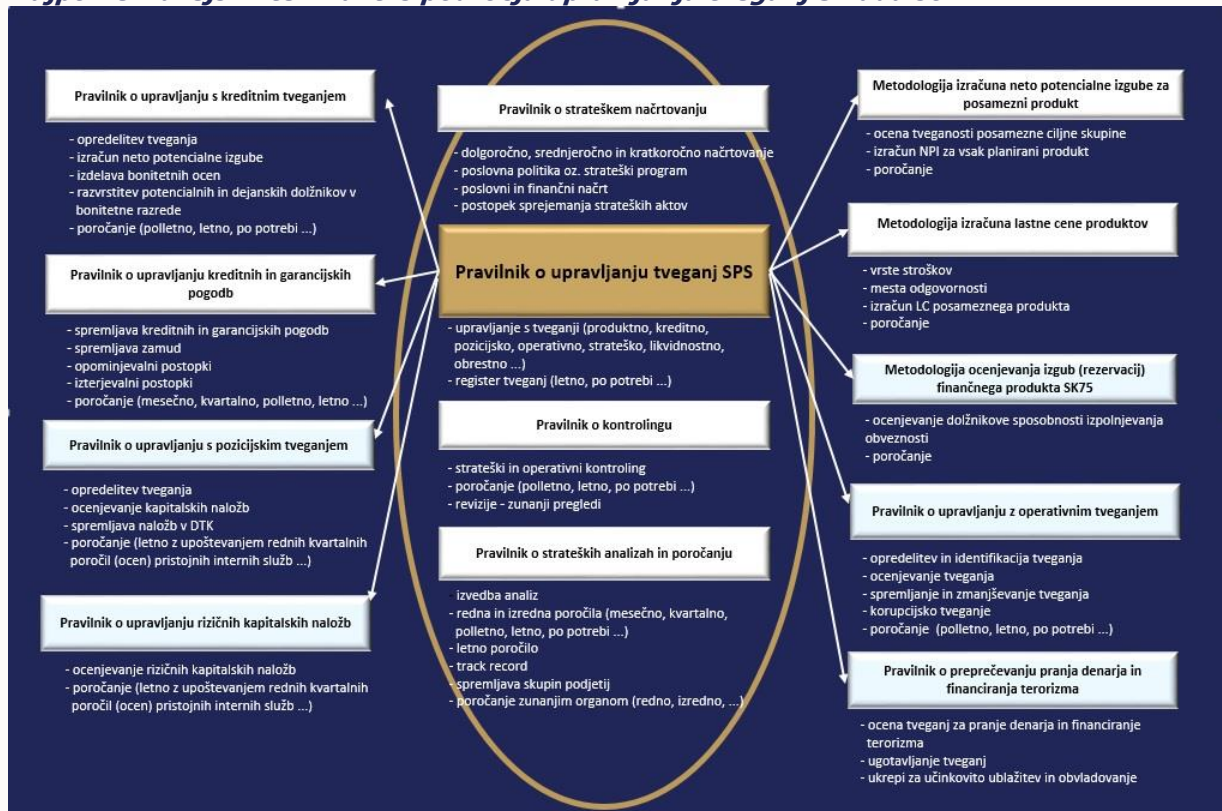 Pravilnik o upravljanju s kreditnim tveganjem
- opredelitev tveganja
- izračun neto potencialne izgube
- izdelava bonitetnih ocen
- razvrstitev potencialnih in dejanskih dolžnikov v
bonitetne razrede
- poročanje (polletno, letno, po potrebi ...)
Pravilnik o upravljanju kreditnih in garancijskih
pogodb
- spremljava kreditnih in garancijskih pogodb
- spremljava zamud
- opominjevalni postopki
- izterjevalni postopki
- poročanje (mesečno, kvartalno, polletno, letno ...)
Pravilnik o upravljanju s pozicijskim tveganjem
- opredelitev tveganja
- ocenjevanje kapitalskih naložb
- spremljava naložb v DTK
- poročanje (letno z upoštevanjem rednih kvartalnih
poročil (ocen) pristojnih internih služb ...)
Pravilnik o upravljanju rizičnih kapitalskih naložb
- ocenjevanje rizičnih kapitalskih naložb
- poročanje (letno z upoštevanjem rednih kvartalnih
poročil (ocen) pristojnih internih služb ...)
Pravilnik o strateškem načrtovanju
- dolgoročno, srednjeročno in kratkoročno načrtovanje
- poslovna politika oz. strateški program
- poslovni in finančni načrt
- postopek sprejemanja strateških aktov
Pravilnik o upravljanju tveganj SPS
- upravljanje s tveganji (produktno, kreditno,
pozicijsko, operativno, strateško, likvidnostno,
obrestno ...)
- register tveganj (letno, po potrebi ...)
Pravilnik o kontrolingu
- strateški in operativni kontroling
- poročanje (polletno, letno, po potrebi ...)
- revizije - zunanji pregledi
Pravilnik o strateških analizah in poročanju
- izvedba analiz
- redna in izredna poročila (mesečno, kvartalno,
polletno, letno, po potrebi ...)
- letno poročilo
- track record
- spremljava skupin podjetij
- poročanje zunanjim organom (redno, izredno, ...)
Metodologija izračuna neto potencialne izgube za
posamezni produkt
- ocena tveganosti posamezne ciljne skupine
- izračun NPI za vsak planirani produkt
- poročanje
Metodologija izračuna lastne cene produktov
- vrste stroškov
- mesta odgovornosti
- izračun LC posameznega produkta
- poročanje
Metodologija ocenjevanja izgub (rezervacij)
finančnega produkta SK75
- ocenjevanje dolžnikove sposobnosti izpolnjevanja
obveznosti
- poročanje
Pravilnik o upravljanju z operativnim tveganjem
- opredelitev in identifikacija tveganja
- ocenjevanje tveganja
- spremljanje in zmanjševanje tveganja
- korupcijsko tveganje
- poročanje (polletno, letno, po potrebi ...)
Pravilnik o preprečevanju pranja denarja in
financiranja terorizma
- ocena tveganj za pranje denarja in financiranje
terorizma
- ugotavljanje tveganj
- ukrepi za učinkovito ublažitev in obvladovanje